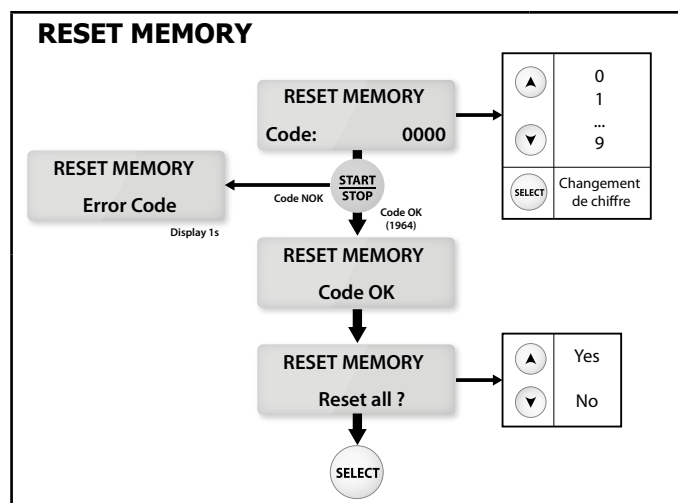 RESET MEMORY
RESET MEMORY
Code: 0000
0
1
...
9
SELECT
Changement
de chiffre
START
STOP
RESET MEMORY
Error Code
Code NOK
Display 1s
Code OK
(1964)
RESET MEMORY
Code OK
RESET MEMORY
Reset all ?
Yes
No
SELECT